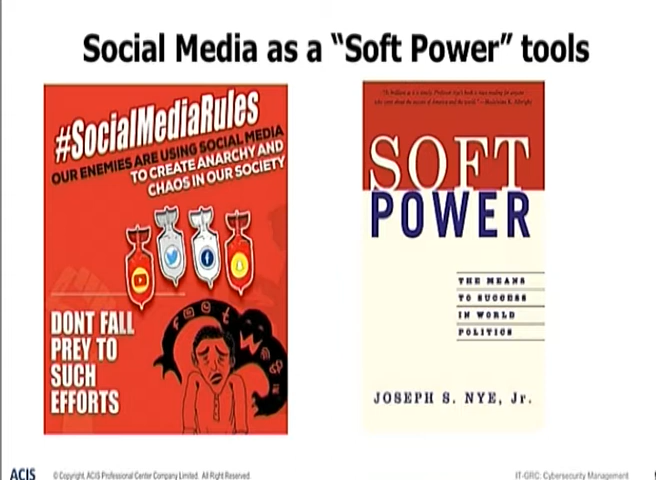 Social Media as a “Soft Power” tools
#SocialMediaRules
OUR ENEMIES ARE USING SOCIAL MEDIA
TO CREATE ANARCHY AND
CHAOS IN OUR SOCIETY
DONT FALL
PREY TO
SUCH
EFFORTS
SOFT
POWER
THE MEANS
TO SUCCESS
IN WORLD
POLITICS
JOSEPH S. NYE, Jr.
ACIS
© Copyright, ACIS Professional Center Company Limited. All Right Reserved.
IT-GRC: Cybersecurity Management